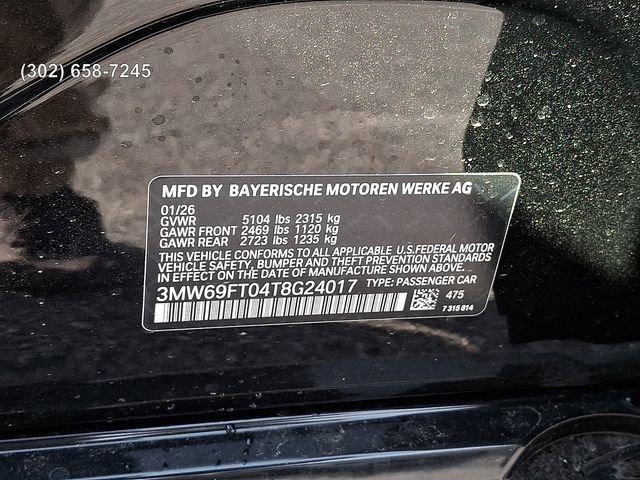 (302) 658-7245
MFD BY BAYERISCHE MOTOREN WERKE AG
01/26
GVWR 5104 lbs 2315 kg
GAWR FRONT 2469 lbs 1120 kg
GAWR REAR 2723 lbs 1235 kg
THIS VEHICLE CONFORMS TO ALL APPLICABLE U.S.FEDERAL MOTOR
VEHICLE SAFETY, BUMPER AND THEFT PREVENTION STANDARDS
IN EFFECT ON THE DATE OF MANUFACTURE SHOWN ABOVE.
3MW69FT04T8G24017 TYPE: PASSENGER CAR
475
7 315 814